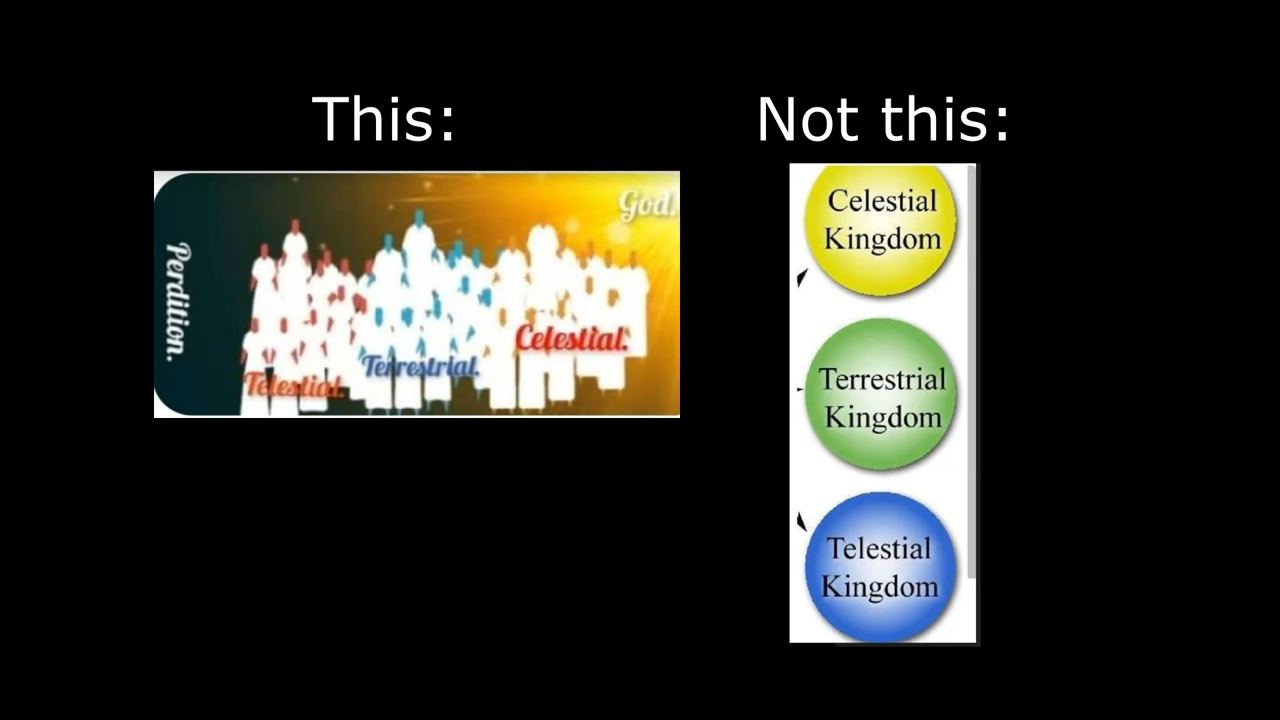 This:
Not this:
God.
Perdition.
Celestial.
Terrestrial.
Telestial.
Celestial
Kingdom
Terrestrial
Kingdom
Telestial
Kingdom